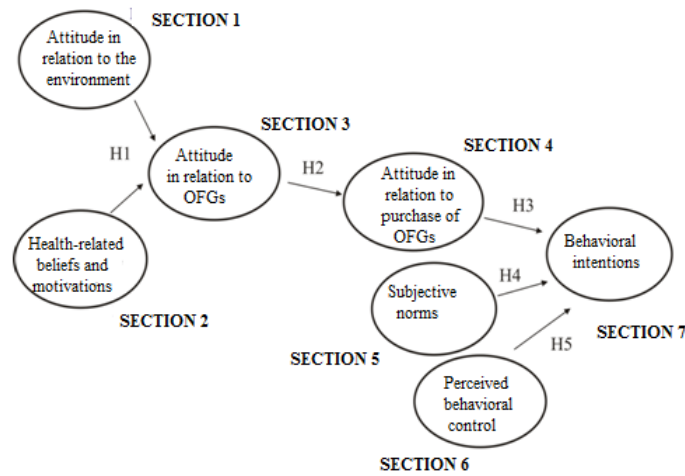 SECTION 1
Attitude in
relation to the
environment
SECTION 3
H1
Attitude
in relation to
OFGs
H2
SECTION 4
Attitude in
relation to
purchase of
OFGs
H3
Health-related
beliefs and
motivations
SECTION 2
Behavioral
intentions
Subjective
norms
H4
SECTION 5
H5
SECTION 7
Perceived
behavioral
control
SECTION 6